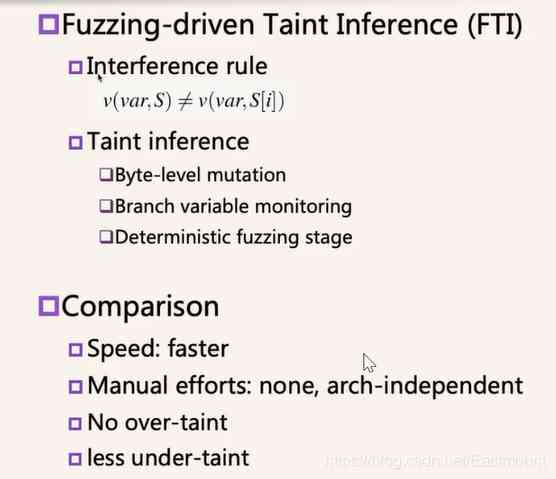 Fuzzing-driven Taint Inference (FTI)
Interference rule
v(var,S) ≠ v(var,S[i])
Taint inference
Byte-level mutation
Branch variable monitoring
Deterministic fuzzing stage
Comparison
Speed: faster
Manual efforts: none, arch-independent
No over-taint
less under-taint
https://blog.csdn.net/Eastmount